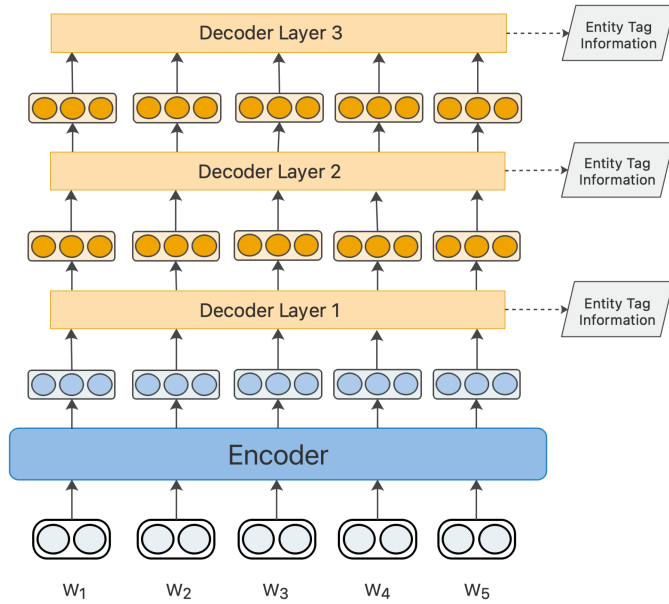 Decoder Layer 3
Entity Tag
Information
Decoder Layer 2
Entity Tag
Information
Decoder Layer 1
Entity Tag
Information
Encoder
w₁ w₂ w₃ w₄ w₅